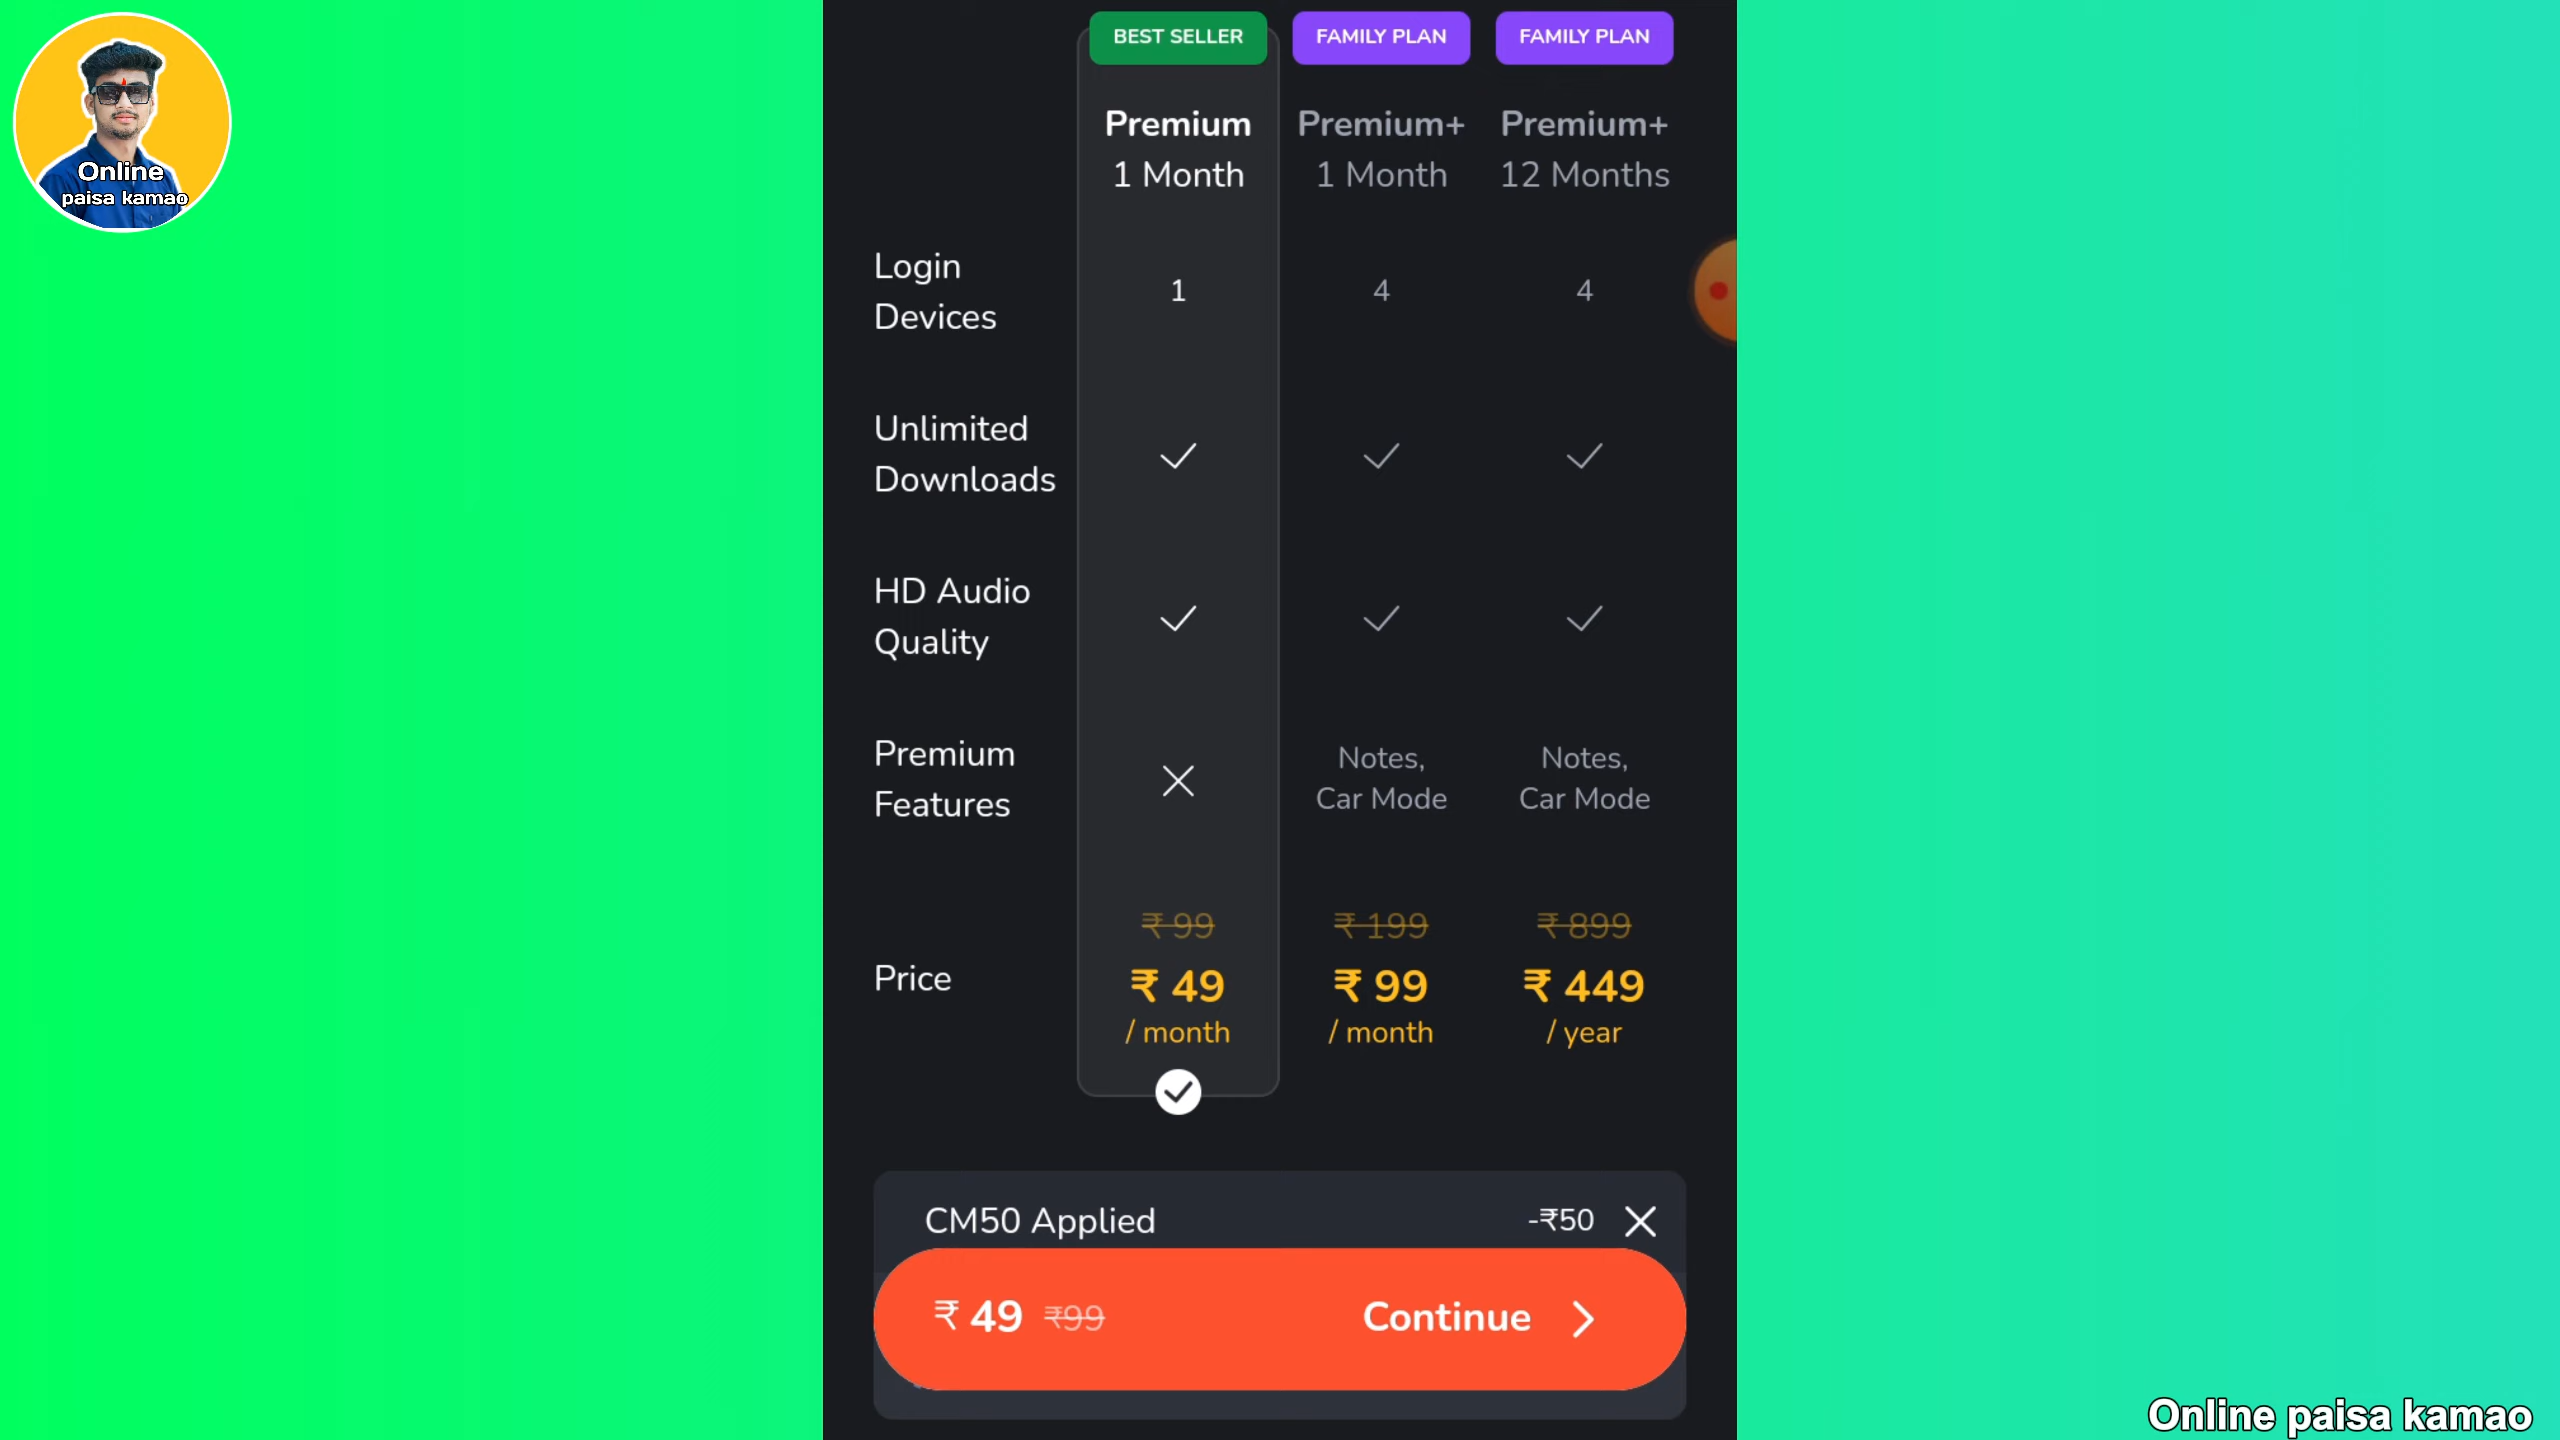 Online
paisa kamao
BEST SELLER
FAMILY PLAN
FAMILY PLAN
Premium
1 Month
Premium+
1 Month
Premium+
12 Months
Login
Devices
1
4
4
Unlimited
Downloads
HD Audio
Quality
Premium
Features
Notes,
Car Mode
Notes,
Car Mode
Price
₹ 99
₹ 49
/ month
₹ 199
₹ 99
/ month
₹ 899
₹ 449
/ year
CM50 Applied
-₹50
₹ 49 ₹99
Continue
Online paisa kamao